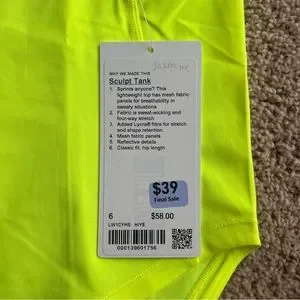 WHY WE MADE THIS
Sculpt Tank
1. Sprints anyone? This
lightweight top has mesh fabric
panels for breathability in
sweaty situations
2. Fabric is sweat-wicking and
four-way stretch
3. Added Lycra® fibre for stretch
and shape retention
4. Mesh fabric panels
5. Reflective details
6. Classic fit, hip length
$39
Final Sale
6
$58.00
LW1CYHS HIYE
000139601756